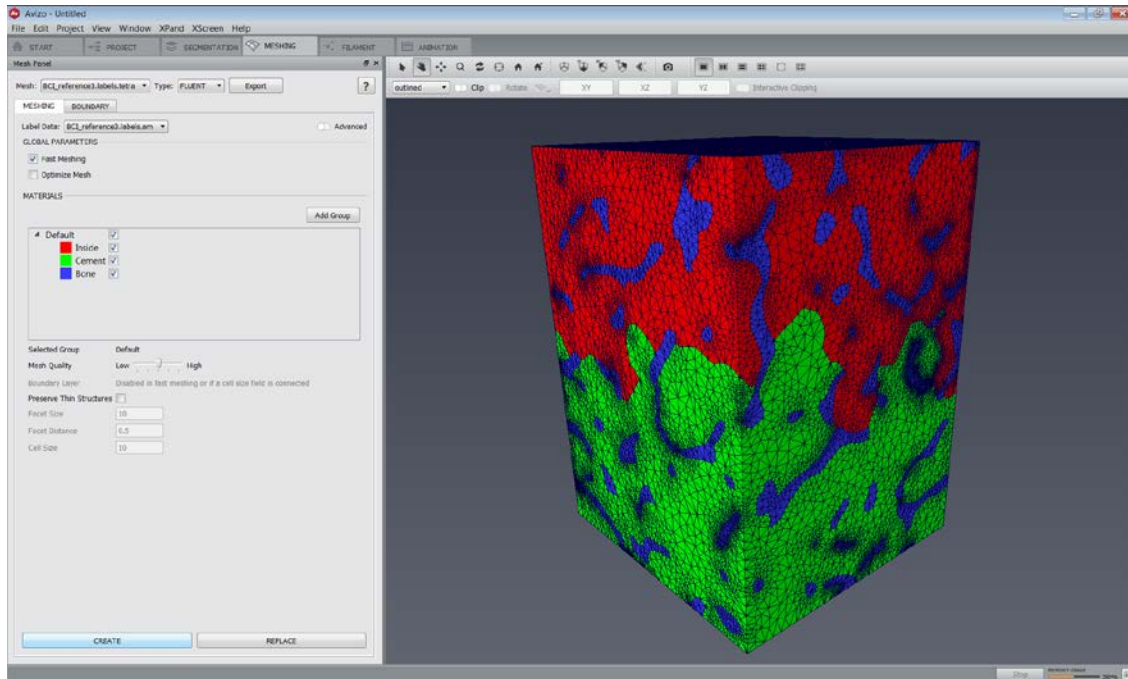 Avizo - Untitled
File Edit Project View Window XPand XScreen Help
START PROJECT SEGMENTATION MESHING FILAMENT ANIMATION
Mesh Panel
Mesh: BCI_reference3.labels.tetra Type: FLUENT Export ?
outlined Clip Rotate XY XZ YZ Interactive Clipping
MESHING BOUNDARY
Label Data: BCI_reference3.labels.am Advanced
GLOBAL PARAMETERS
Fast Meshing
Optimize Mesh
MATERIALS
Add Group
Default
Inside
Cement
Bone
Selected Group Default
Mesh Quality Low High
Boundary Layer Disabled in fast meshing or if a cell size field is connected
Preserve Thin Structures
Facet Size 10
Facet Distance 0.5
Cell Size 10
CREATE REPLACE
Stop